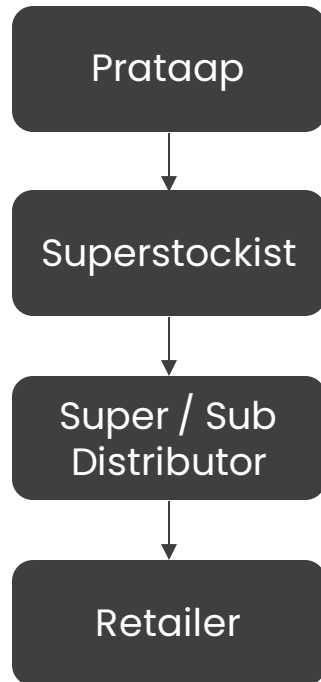 Prataap
Superstockist
Super / Sub
Distributor
Retailer